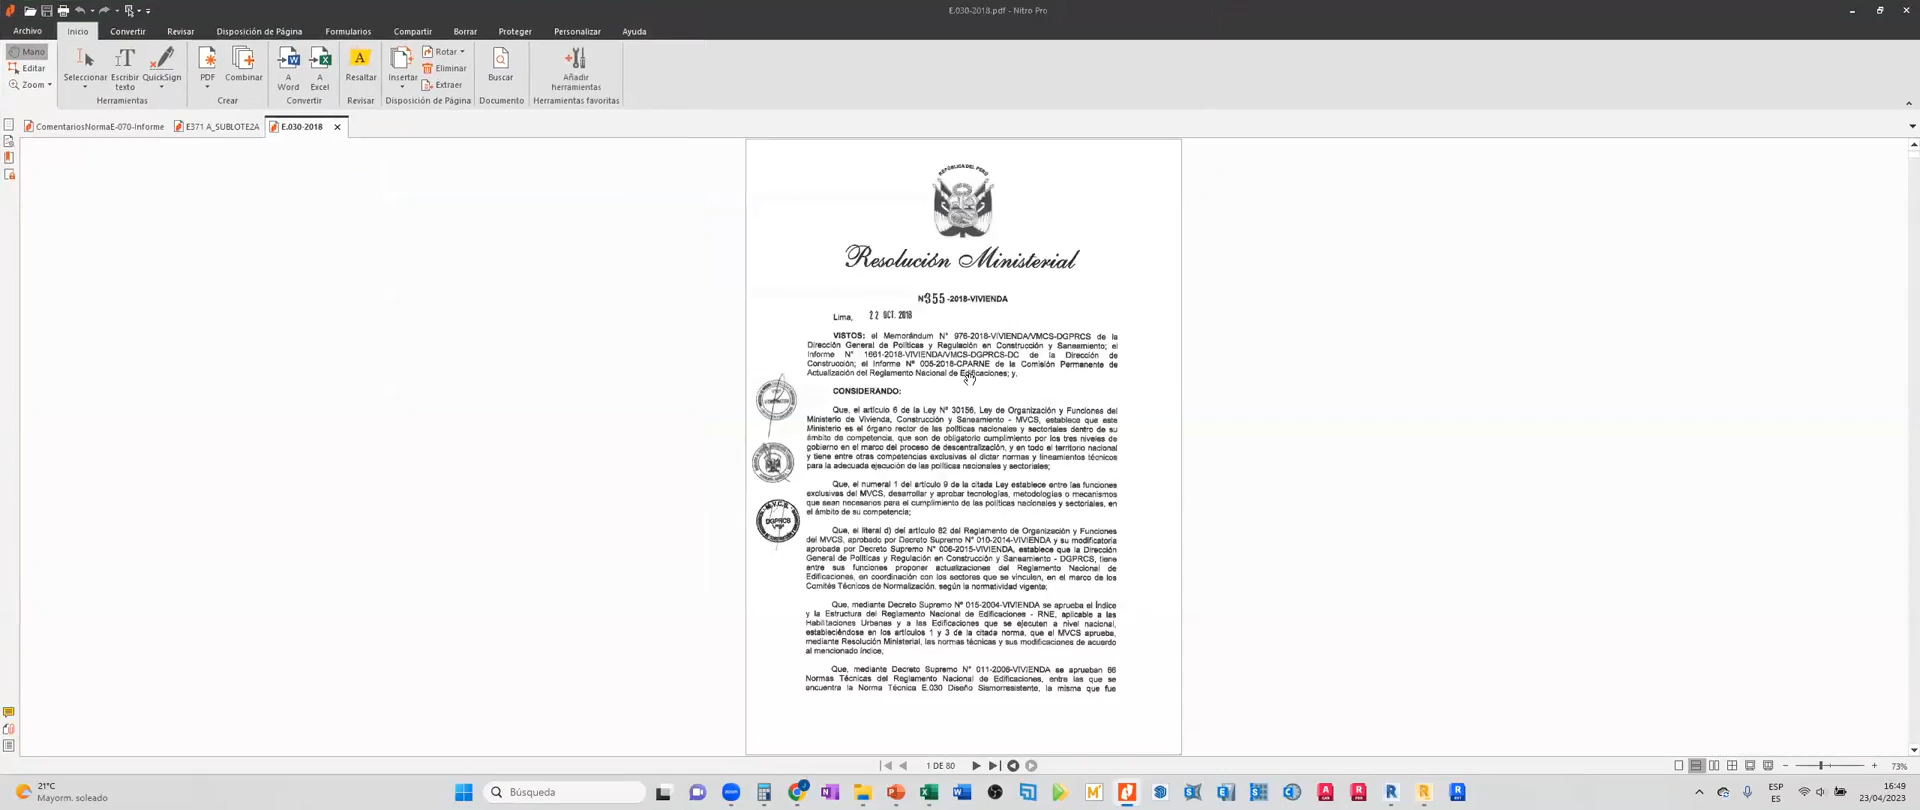 E.030-2018.pdf - Nitro Pro
Archivo Inicio Convertir Revisar Disposición de Página Formularios Compartir Borrar Proteger Personalizar Ayuda
Mano
Editar
Zoom
Seleccionar
Escribir texto
QuickSign
Herramientas
PDF
Combinar
Crear
A Word
A Excel
Convertir
Resaltar
Revisar
Insertar
Rotar
Eliminar
Extraer
Disposición de Página
Buscar
Documento
Añadir herramientas
Herramientas favoritas
ComentariosNormaE-070-Informe E371 A_SUBLOTE2A E.030-2018
REPÚBLICA DEL PERÚ
Resolución Ministerial
N°355-2018-VIVIENDA
Lima, 22 OCT. 2018
VISTOS: el Memorándum N° 976-2018-VIVIENDA/VMCS-DGPRCS de la
Dirección General de Políticas y Regulación en Construcción y Saneamiento; el
Informe N° 1661-2018-VIVIENDA/VMCS-DGPRCS-DC de la Dirección de
Construcción; el Informe N° 005-2018-CPARNE de la Comisión Permanente de
Actualización del Reglamento Nacional de Edificaciones; y,
CONSIDERANDO:
Que, el artículo 6 de la Ley N° 30156, Ley de Organización y Funciones del
Ministerio de Vivienda, Construcción y Saneamiento - MVCS, establece que este
Ministerio es el órgano rector de las políticas nacionales y sectoriales dentro de su
ámbito de competencia, que son de obligatorio cumplimiento por los tres niveles de
gobierno en el marco del proceso de descentralización, y en todo el territorio nacional
y tiene entre otras competencias exclusivas el dictar normas y lineamientos técnicos
para la adecuada ejecución de las políticas nacionales y sectoriales;
Que, el numeral 1 del artículo 9 de la citada Ley establece entre las funciones
exclusivas del MVCS, desarrollar y aprobar tecnologías, metodologías o mecanismos
que sean necesarios para el cumplimiento de las políticas nacionales y sectoriales, en
el ámbito de su competencia;
M.V.C.S.
DGPRCS
Que, el literal d) del artículo 82 del Reglamento de Organización y Funciones
del MVCS, aprobado por Decreto Supremo N° 010-2014-VIVIENDA y su modificatoria
aprobada por Decreto Supremo N° 006-2015-VIVIENDA, establece que la Dirección
General de Políticas y Regulación en Construcción y Saneamiento - DGPRCS, tiene
entre sus funciones proponer actualizaciones del Reglamento Nacional de
Edificaciones, en coordinación con los sectores que se vinculen, en el marco de los
Comités Técnicos de Normalización, según la normatividad vigente;
Que, mediante Decreto Supremo N° 015-2004-VIVIENDA se aprueba el Índice
y la Estructura del Reglamento Nacional de Edificaciones - RNE, aplicable a las
Habilitaciones Urbanas y a las Edificaciones que se ejecuten a nivel nacional,
estableciéndose en los artículos 1 y 3 de la citada norma, que el MVCS aprueba,
mediante Resolución Ministerial, las normas técnicas y sus modificaciones de acuerdo
al mencionado índice;
Que, mediante Decreto Supremo N° 011-2006-VIVIENDA se aprueban 66
Normas Técnicas del Reglamento Nacional de Edificaciones, entre las que se
encuentra la Norma Técnica E.030 Diseño Sismorresistente, la misma que fue
1 DE 80
73%
21°C
Mayorm. soleado
Búsqueda
ESP
ES
16:49
23/04/2023